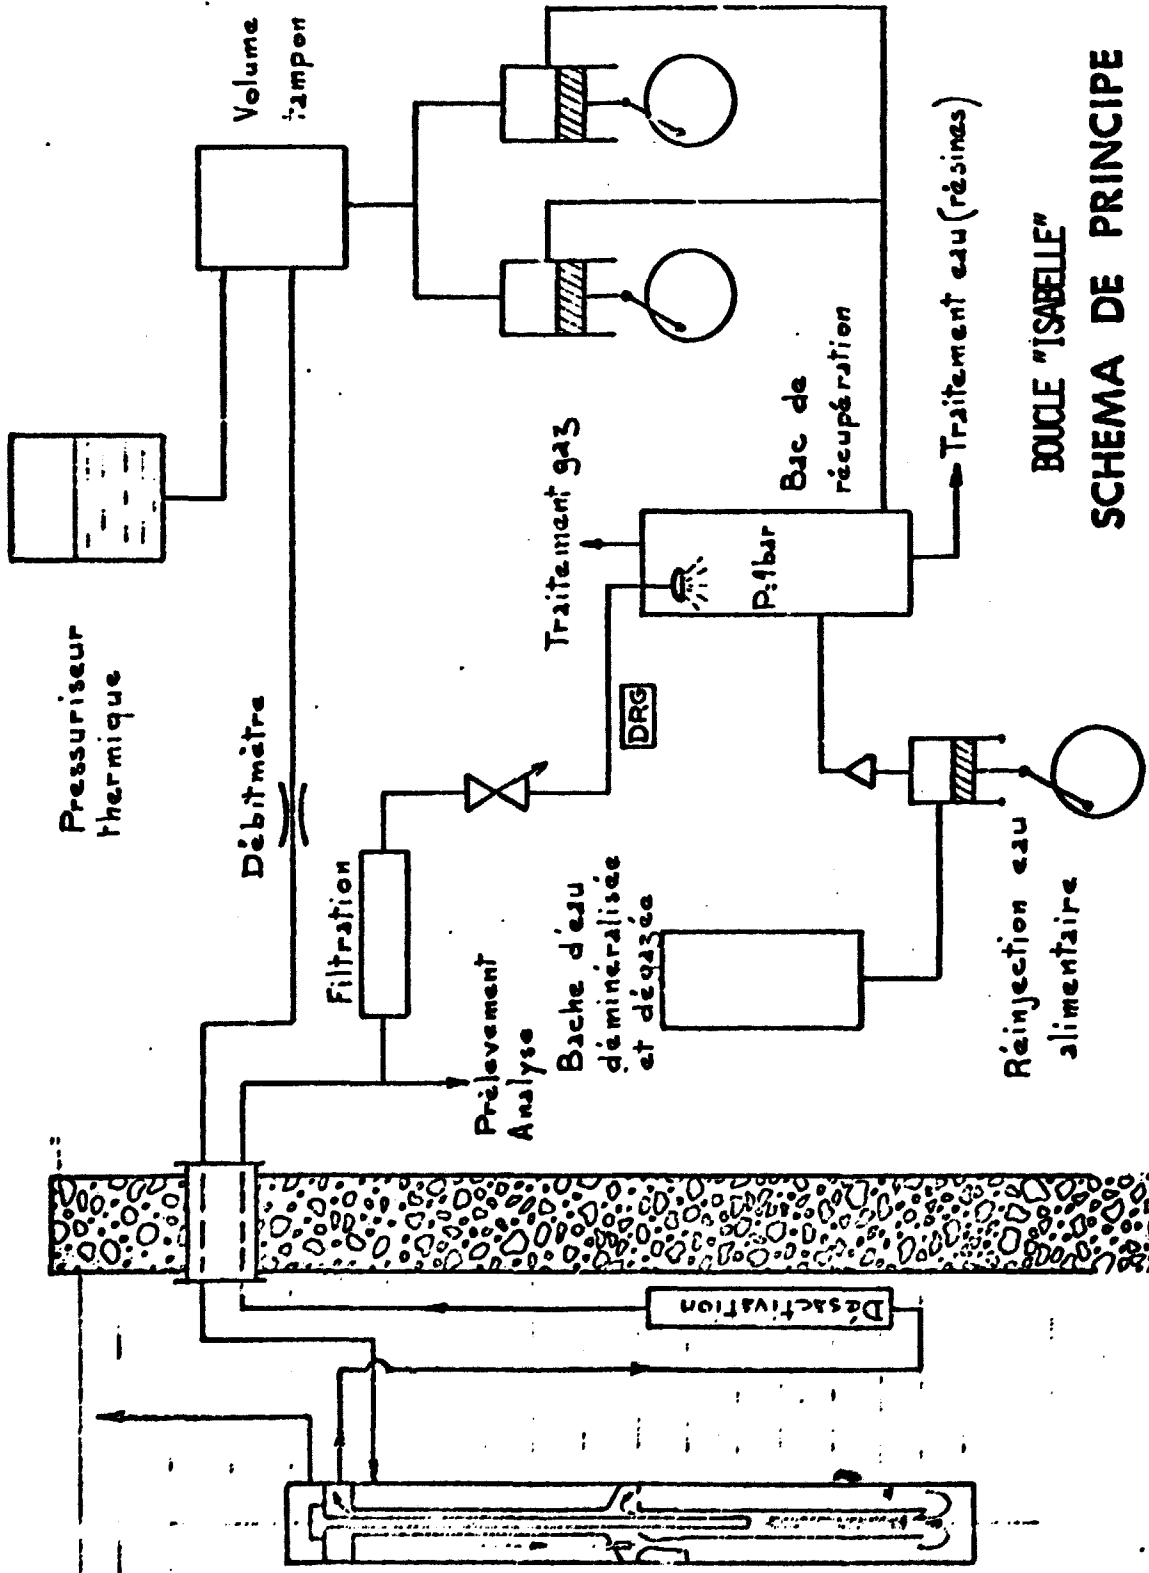 Pressuriseur
thermique
Volume
tampon
Débitmètre
Filtration
Prélevement
Analyse
DRG
Traitement gaz
P:1bar
Bac de
récupération
Bache d'eau
déminéralisée
et dégazée
Réinjection eau
alimentaire
Traitement eau (résines)
Désactivation
BOUCLE "ISABELLE"
SCHEMA DE PRINCIPE